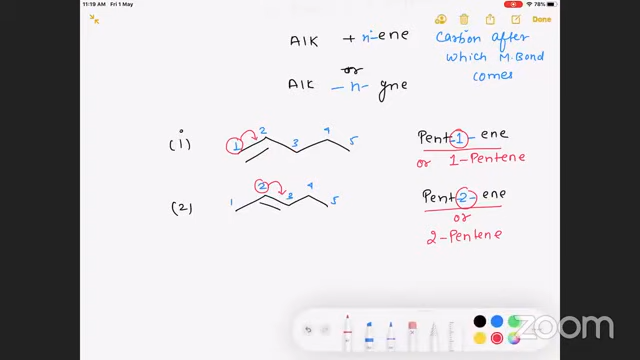 11:19 AM Fri 1 May
78%
Done
Alk + n- ene
or
Alk - n - yne
Carbon after
which M.Bond
comes
(1) 1 2 3 4 5 Pent-1-ene
or 1-Pentene
(2) 1 2 3 4 5 Pent-2-ene
or
2-Pentene
zoom